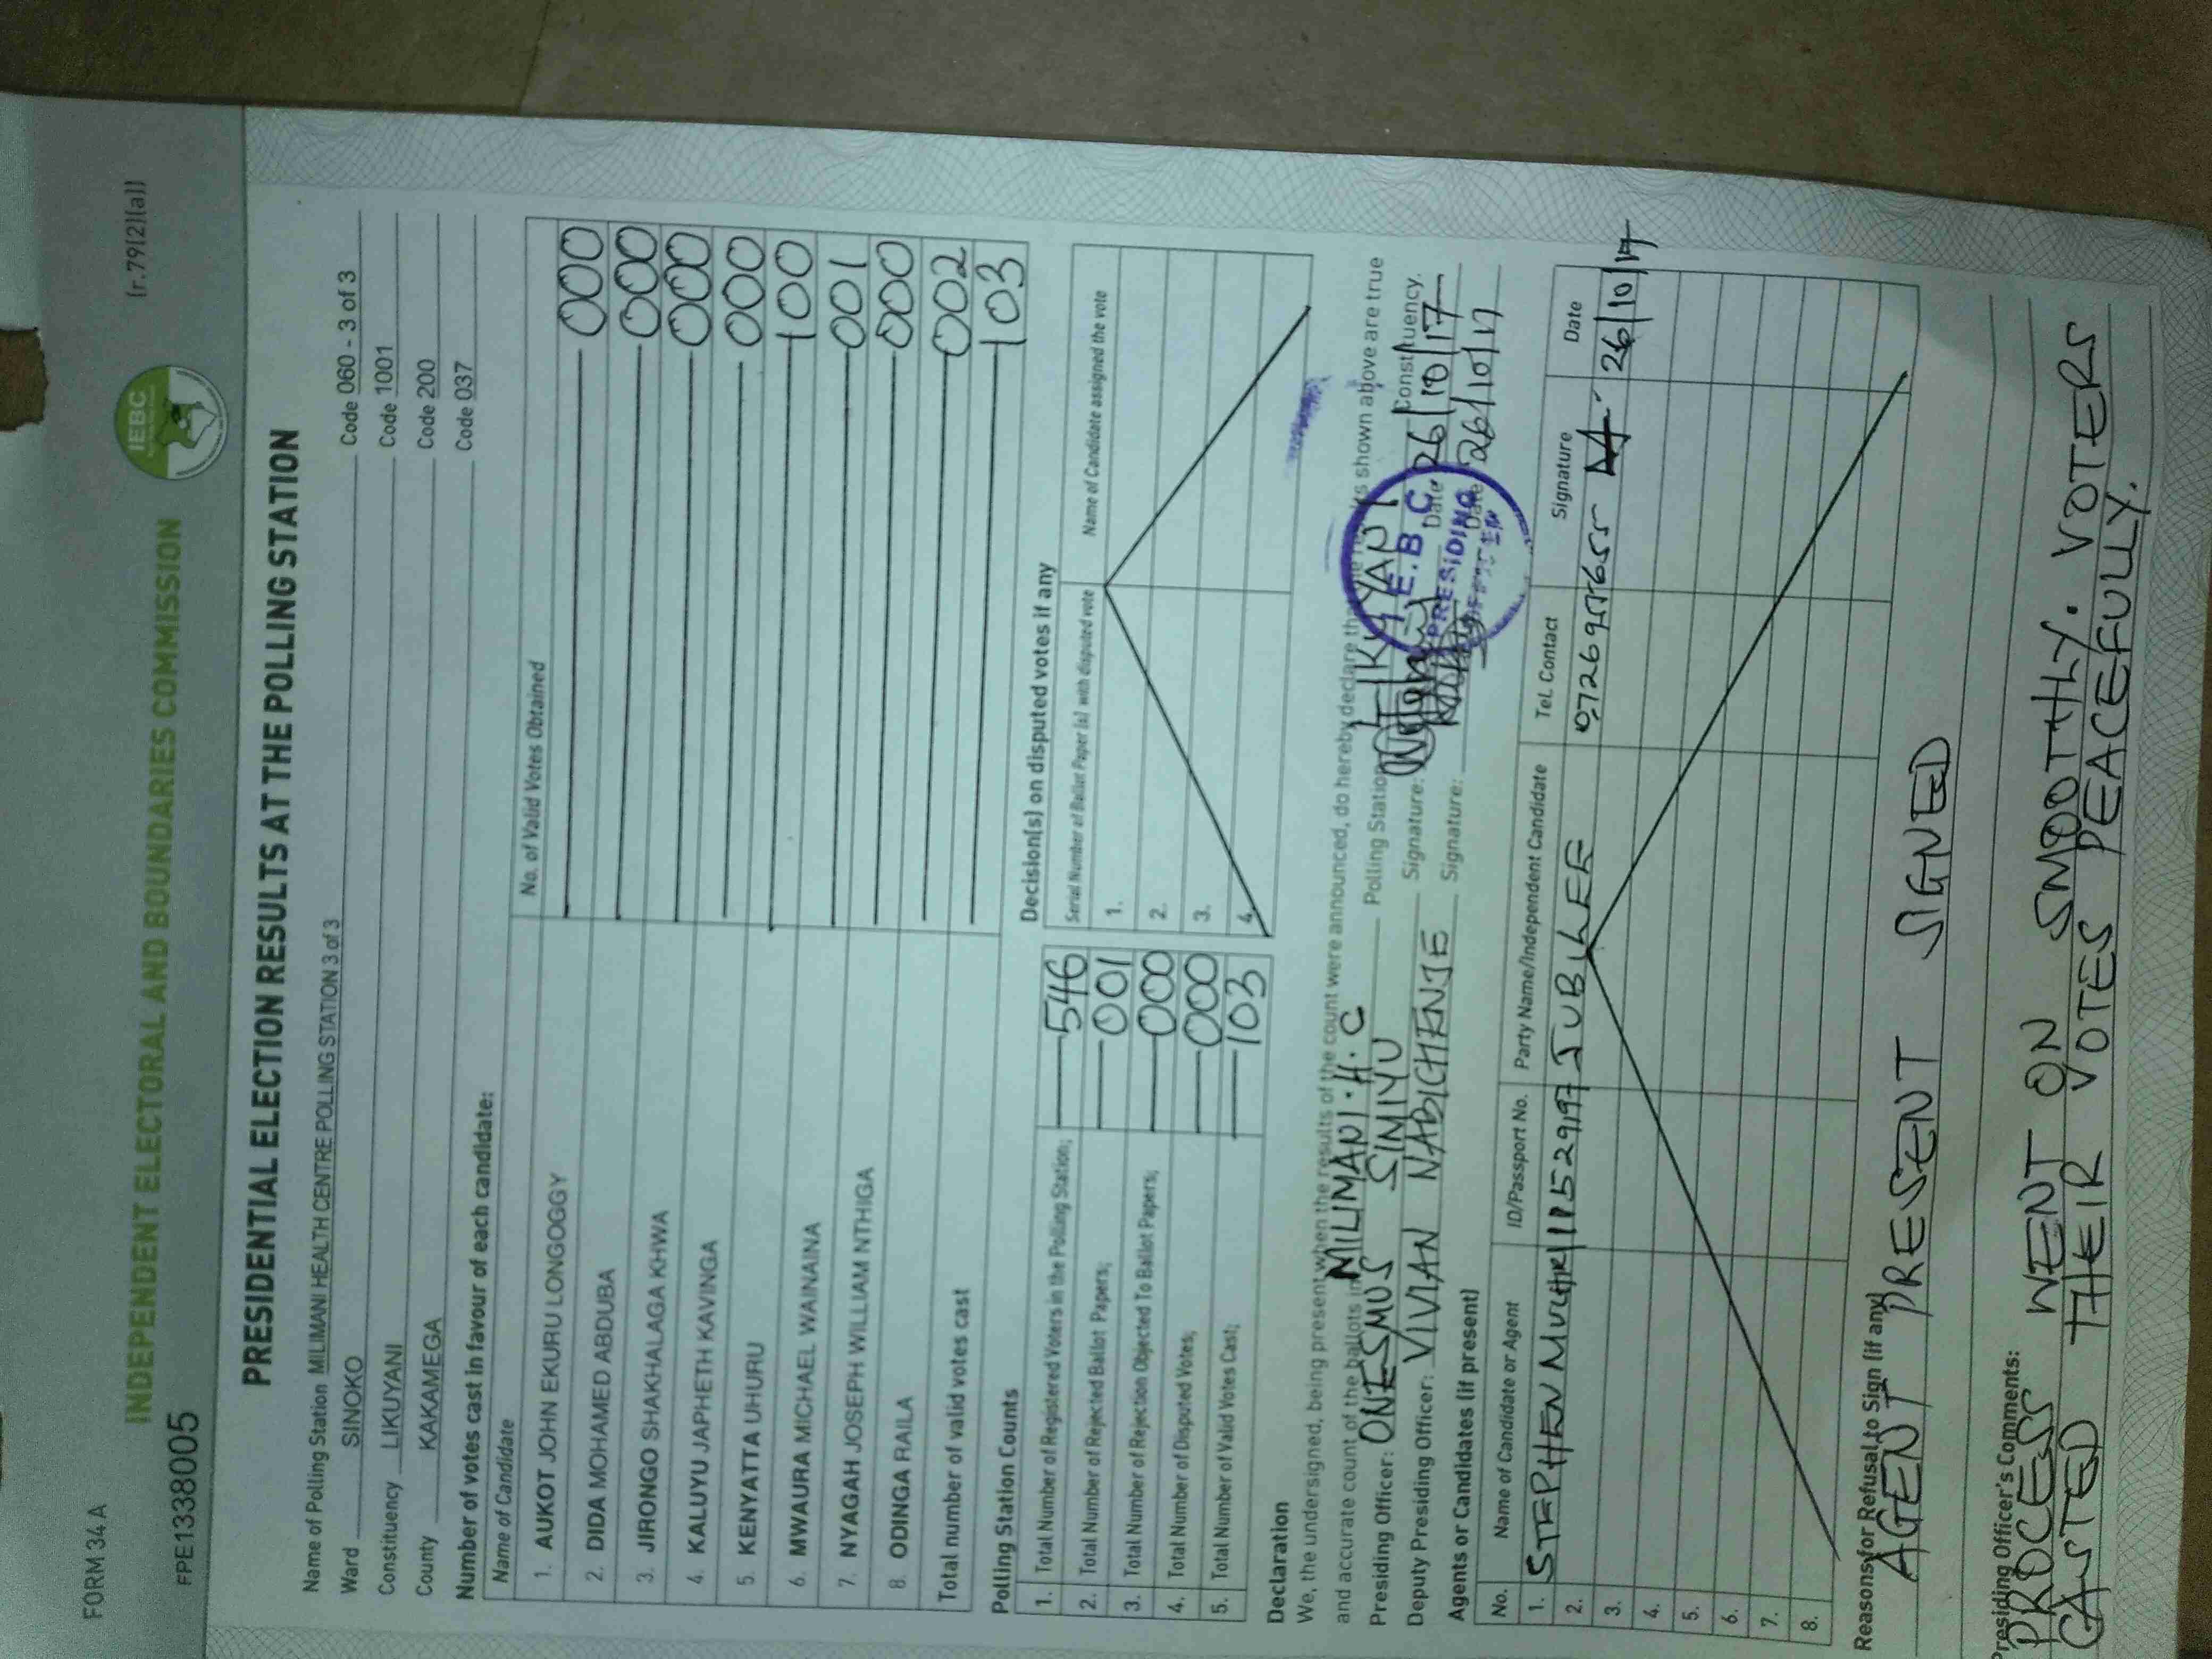 FORM 34 A
(r.79(2)(a))
IEBC
INDEPENDENT ELECTORAL AND BOUNDARIES COMMISSION
FPE1338005
PRESIDENTIAL ELECTION RESULTS AT THE POLLING STATION
Name of Polling Station MILIMANI HEALTH CENTRE POLLING STATION 3 of 3 Code 060 - 3 of 3
Ward SINOKO Code 1001
Constituency LIKUYANI Code 200
County KAKAMEGA Code 037
Number of votes cast in favour of each candidate:
Name of Candidate No. of Valid Votes Obtained
1. AUKOT JOHN EKURU LONGOGGY 000
2. DIDA MOHAMED ABDUBA 000
3. JIRONGO SHAKHALAGA KHWA 000
4. KALUYU JAPHETH KAVINGA 000
5. KENYATTA UHURU 100
6. MWAURA MICHAEL WAINAINA 001
7. NYAGAH JOSEPH WILLIAM NTHIGA 000
8. ODINGA RAILA 002
Total number of valid votes cast 103
Polling Station Counts
1. Total Number of Registered Voters in the Polling Station; 546
2. Total Number of Rejected Ballot Papers; 001
3. Total Number of Rejection Objected To Ballot Papers; 000
4. Total Number of Disputed Votes; 000
5. Total Number of Valid Votes Cast; 103
Decision(s) on disputed votes if any
Serial Number of Ballot Paper (s) with disputed vote Name of Candidate assigned the vote
1.
2.
3.
4.
Declaration
We, the undersigned, being present when the results of the count were announced, do hereby declare shown above are true
and accurate count of the ballots MILIMANI H.C Polling Station LIKUYANI Constituency.
Presiding Officer: ONESMUS SIMIYU Signature: Date 26/10/17
Deputy Presiding Officer: VIVIAN NABICHENJE Signature: Date 26/10/17
I.E.B.C.
PRESIDING
OFFICER
Agents or Candidates (if present)
No. Name of Candidate or Agent ID/Passport No. Party Name/Independent Candidate Tel. Contact Signature Date
1. STEPHEN JUBILEE 26/10/17
2.
3.
4.
5.
6.
7.
8.
Reasons for Refusal to Sign (if any)
AGENT PRESENT SIGNED
Presiding Officer's Comments:
PROCESS WENT ON SMOOTHLY. VOTERS
CASTED THEIR VOTES PEACEFULLY.